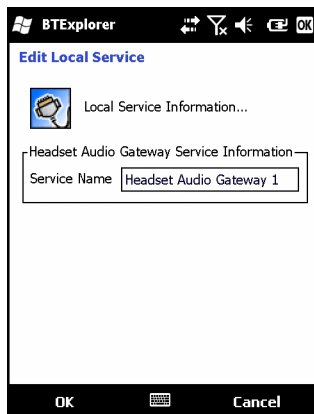 BTExplorer OK
Edit Local Service
Local Service Information...
Headset Audio Gateway Service Information
Service Name Headset Audio Gateway 1
OK Cancel